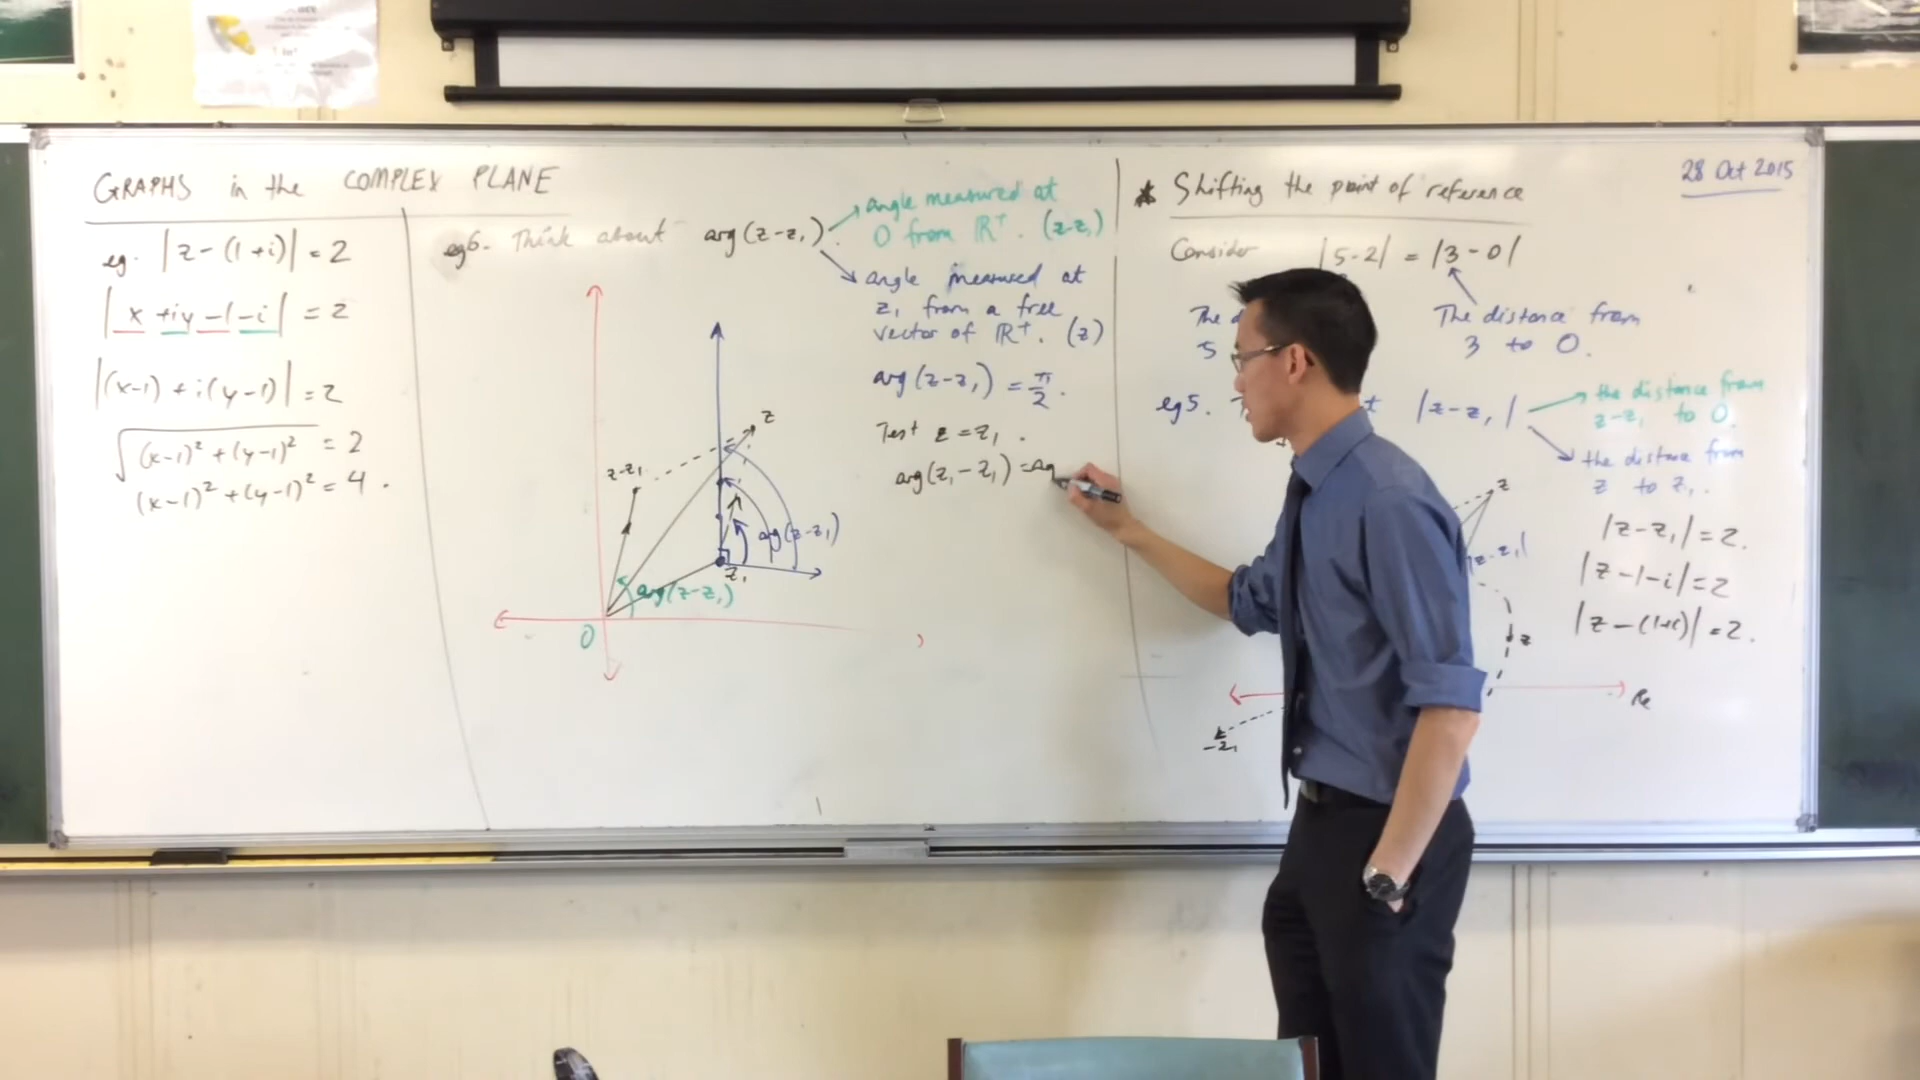 GRAPHS in the COMPLEX PLANE
eg. |z-(1+i)| = 2
|x+iy-1-i| = 2
|(x-1)+i(y-1)| = 2
√(x-1)²+(y-1)² = 2
(x-1)²+(y-1)² = 4.
eg6. Think about arg(z-z₁).
angle measured at
0 from ℝ⁺. (z-z₁)
angle measured at
z₁ from a free
vector of ℝ⁺. (z)
arg(z-z₁) = π/2.
Test z = z₁.
arg(z₁-z₁) = arg
z
z-z₁
arg(z-z₁)
z₁
arg(z-z₁)
0
28 Oct 2015
* Shifting the point of reference
Consider |5-2| = |3-0|
The d
5
The distance from
3 to 0.
eg5. T t |z-z₁|
the distance from
z-z₁ to 0.
the distance from
z to z₁.
z
|z-z₁|
|z-z₁| = 2.
|z-1-i| = 2
|z-(1+i)| = 2.
z
Re
-z₁